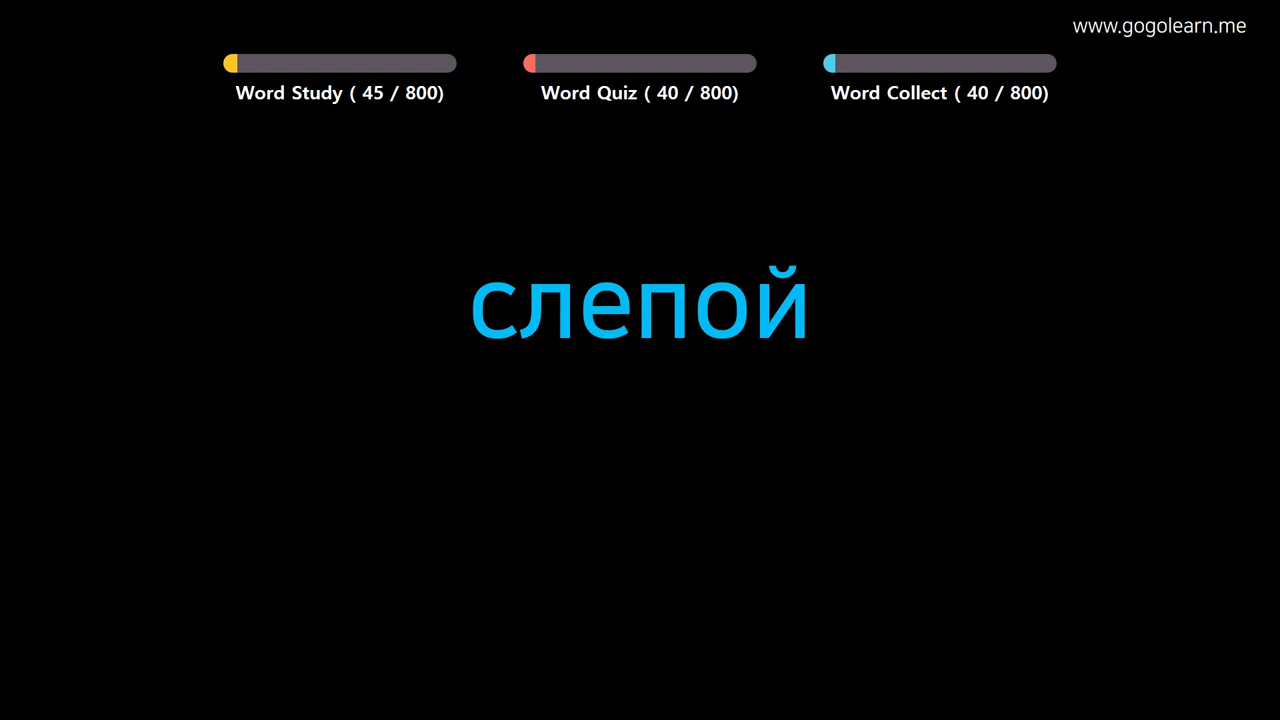 www.gogolearn.me
Word Study ( 45 / 800)
Word Quiz ( 40 / 800)
Word Collect ( 40 / 800)
слепой